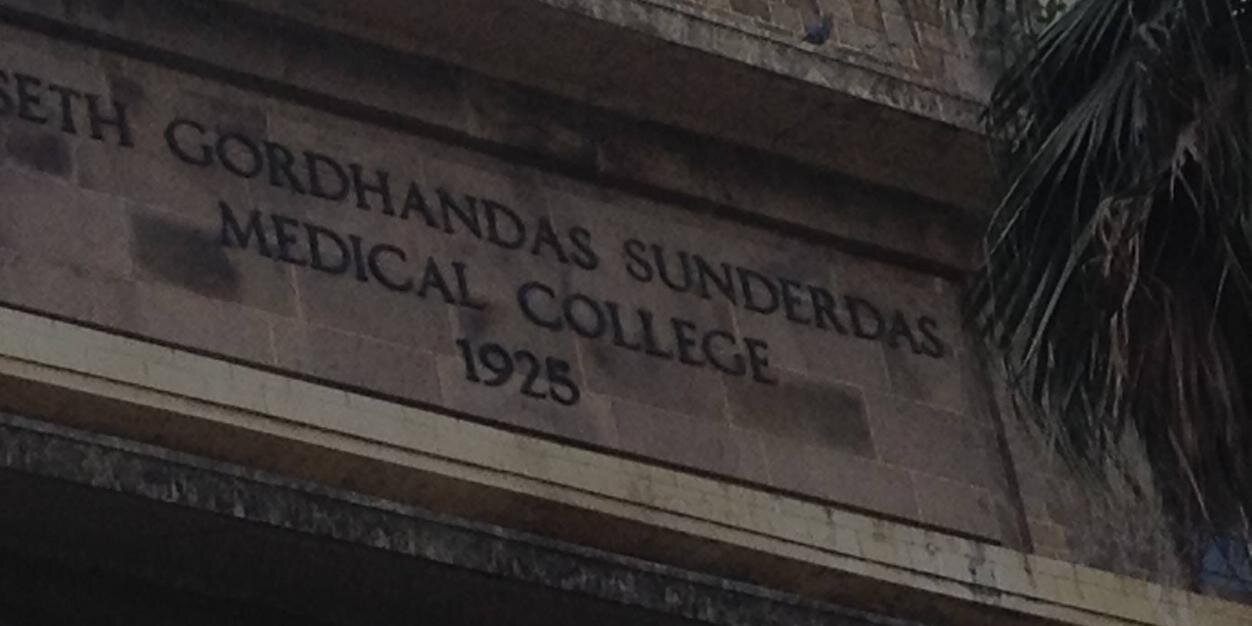 SETH GORDHANDAS SUNDERDAS
MEDICAL COLLEGE
1925